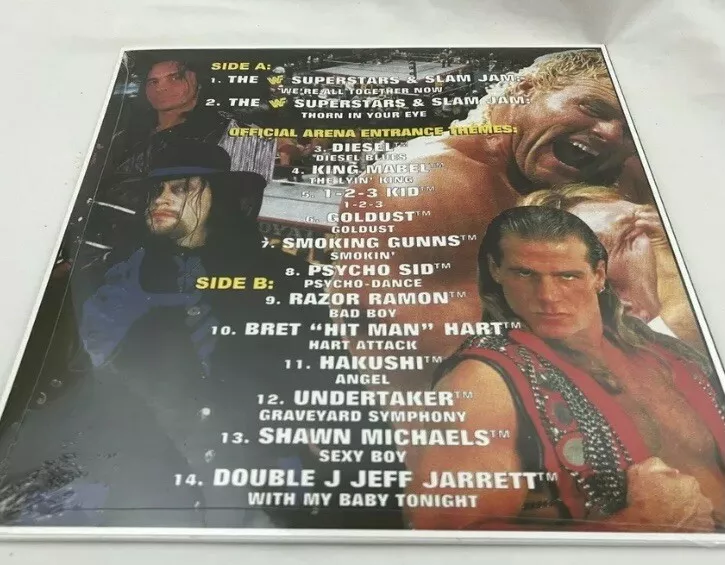 SIDE A:
1. THE WF SUPERSTARS & SLAM JAM:
WE'RE ALL TOGETHER NOW
2. THE WF SUPERSTARS & SLAM JAM:
THORN IN YOUR EYE
OFFICIAL ARENA ENTRANCE THEMES:
3. DIESEL™
DIESEL BLUES
4. KING MABEL™
THE LYIN' KING
5. 1-2-3 KID™
1-2-3
6. GOLDUST™
GOLDUST
7. SMOKING GUNNS™
SMOKIN'
SIDE B:
8. PSYCHO SID™
PSYCHO-DANCE
9. RAZOR RAMON™
BAD BOY
10. BRET "HIT MAN" HART™
HART ATTACK
11. HAKUSHI™
ANGEL
12. UNDERTAKER™
GRAVEYARD SYMPHONY
13. SHAWN MICHAELS™
SEXY BOY
14. DOUBLE J JEFF JARRETT™
WITH MY BABY TONIGHT